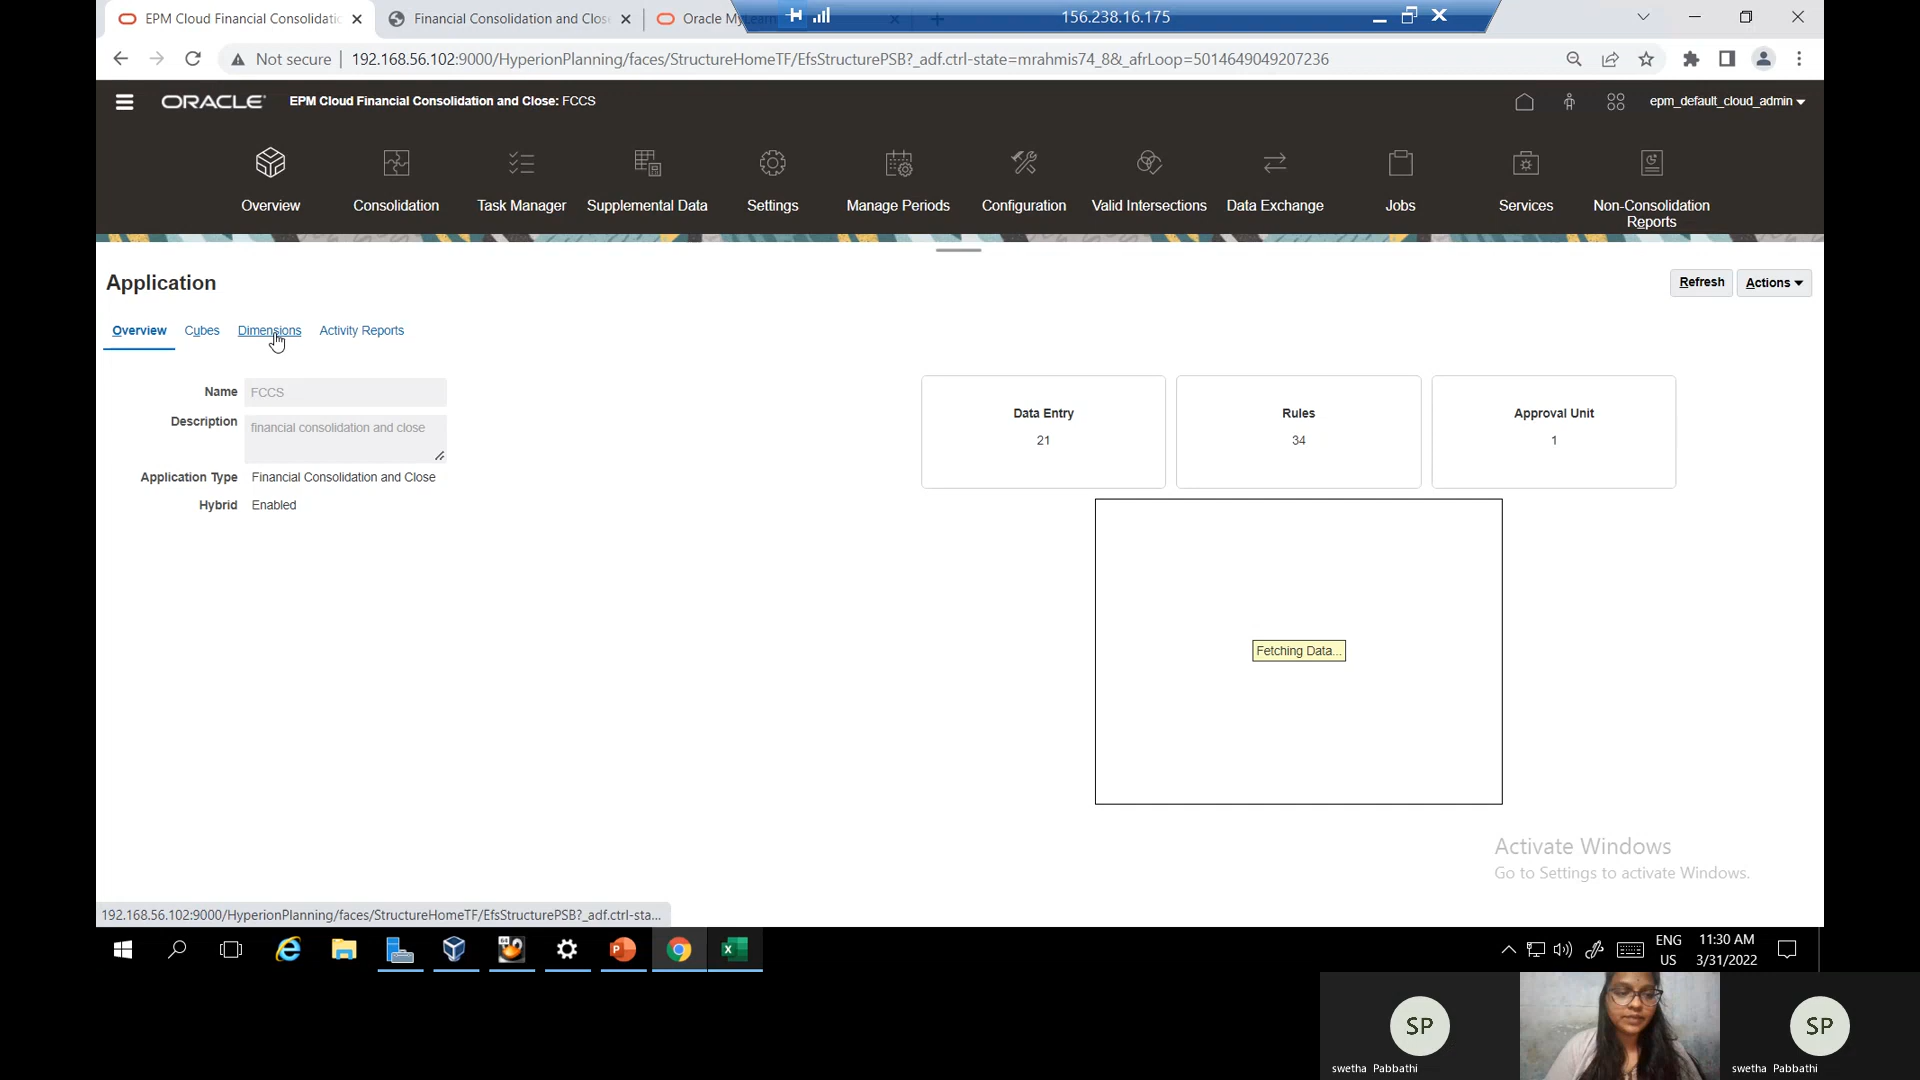 EPM Cloud Financial Consolidatic
Financial Consolidation and Close
Oracle MyLearn
156.238.16.175
Not secure
192.168.56.102:9000/HyperionPlanning/faces/StructureHomeTF/EfsStructurePSB?_adf.ctrl-state=mrahmis74_8&_afrLoop=5014649049207236
ORACLE
EPM Cloud Financial Consolidation and Close: FCCS
epm_default_cloud_admin
Overview
Consolidation
Task Manager
Supplemental Data
Settings
Manage Periods
Configuration
Valid Intersections
Data Exchange
Jobs
Services
Non-Consolidation
Reports
Application
Refresh
Actions
Overview
Cubes
Dimensions
Activity Reports
Name
FCCS
Description
financial consolidation and close
Application Type
Financial Consolidation and Close
Hybrid
Enabled
Data Entry
21
Rules
34
Approval Unit
1
Fetching Data...
Activate Windows
Go to Settings to activate Windows.
192.168.56.102:9000/HyperionPlanning/faces/StructureHomeTF/EfsStructurePSB?_adf.ctrl-sta...
ENG
US
11:30 AM
3/31/2022
SP
swetha Pabbathi
SP
swetha Pabbathi